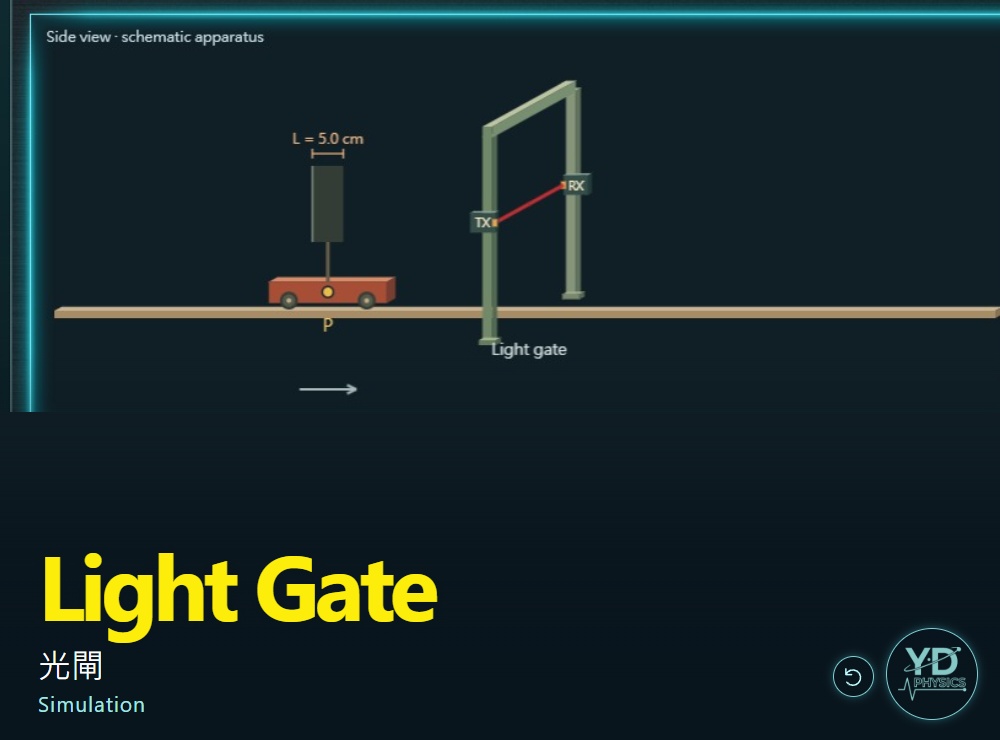 Side view · schematic apparatus
L = 5.0 cm
RX
TX
P
Light gate
Light Gate
光閘
Simulation
YD
PHYSICS